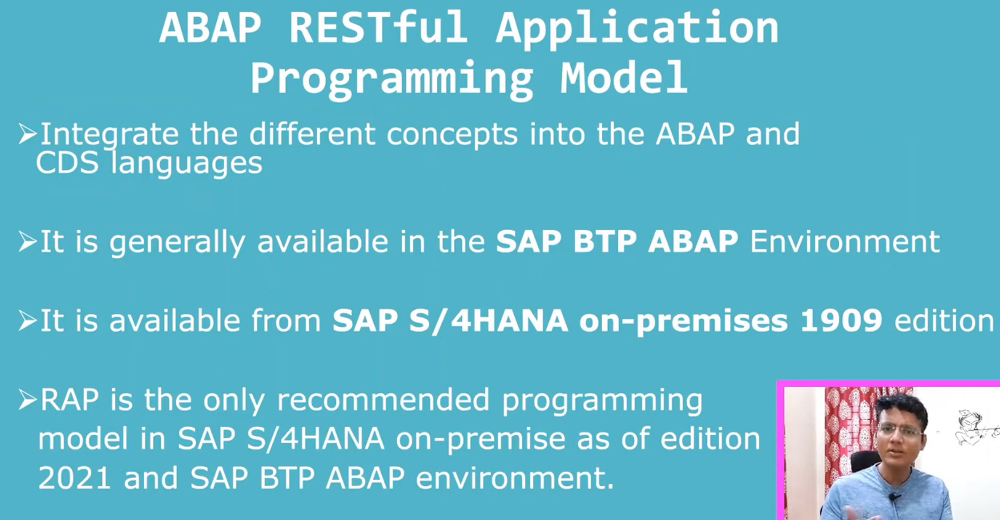 ABAP RESTful Application
Programming Model
➢Integrate the different concepts into the ABAP and
CDS languages
➢It is generally available in the SAP BTP ABAP Environment
➢It is available from SAP S/4HANA on-premises 1909 edition
➢RAP is the only recommended programming
model in SAP S/4HANA on-premise as of edition
2021 and SAP BTP ABAP environment.